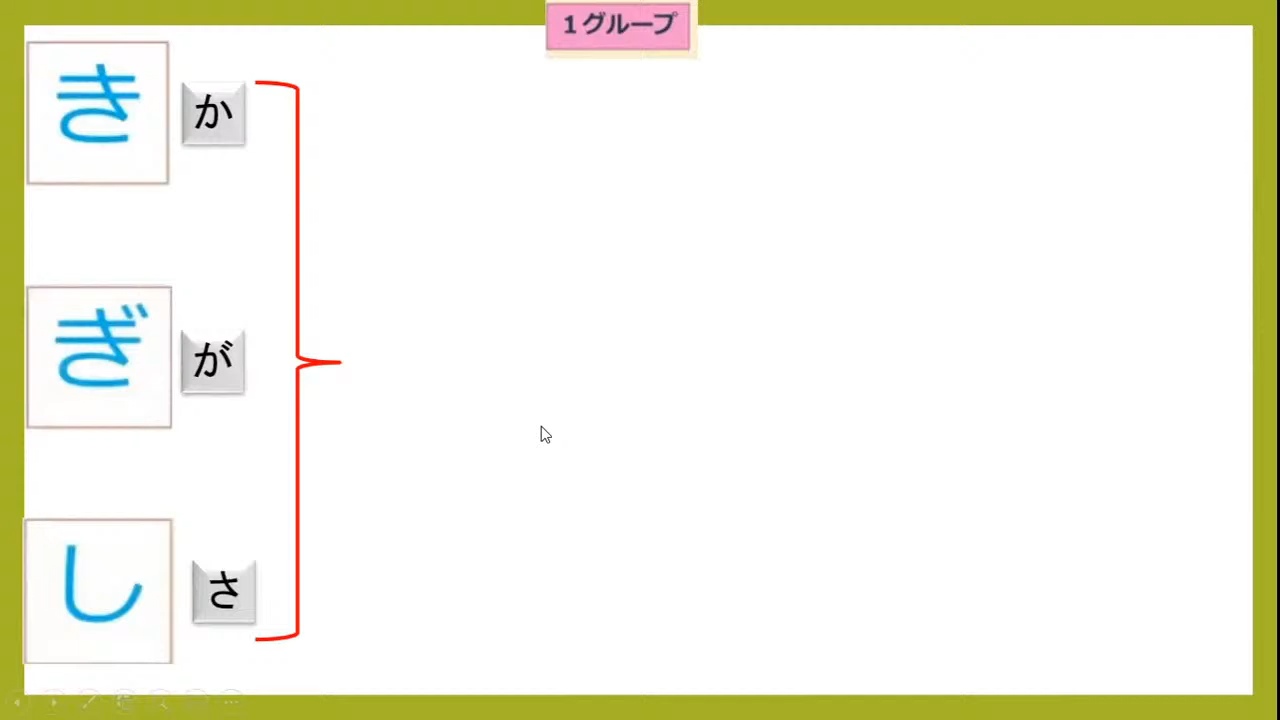 1グループ
き か
ぎ が
し さ